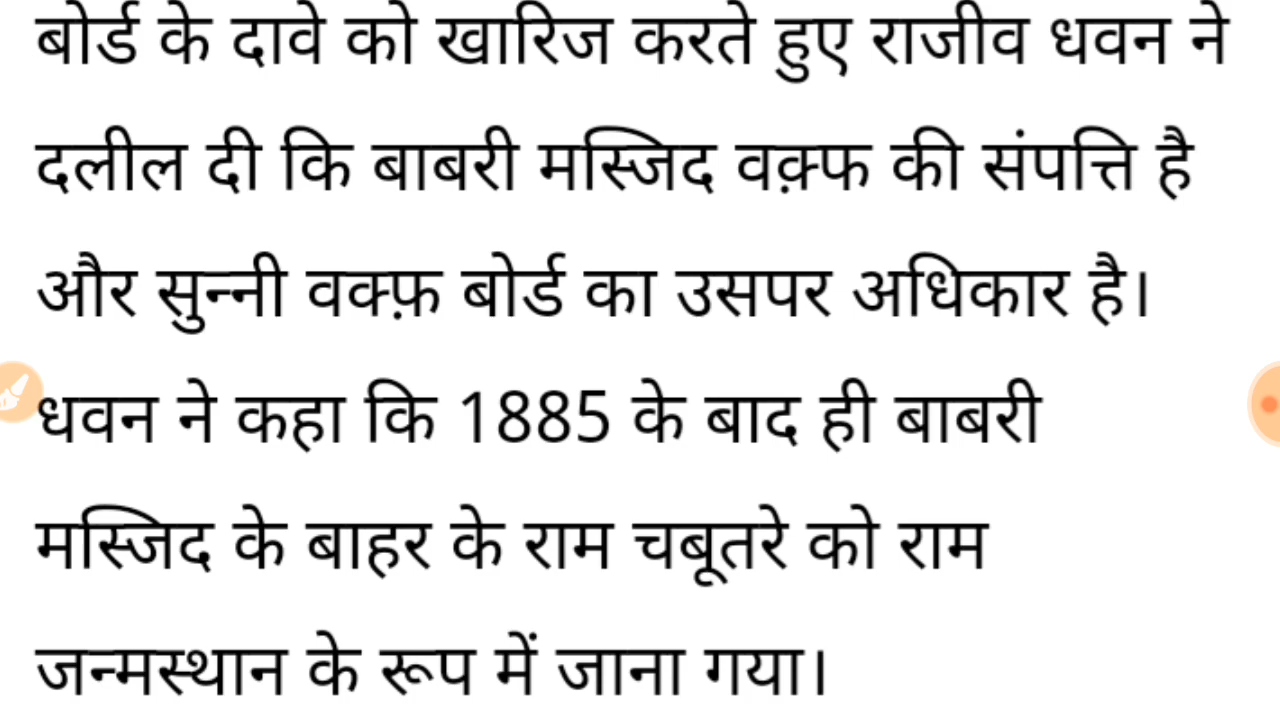 बोर्ड के दावे को खारिज करते हुए राजीव धवन ने
दलील दी कि बाबरी मस्जिद वक़्फ की संपत्ति है
और सुन्नी वक्फ़ बोर्ड का उसपर अधिकार है।
धवन ने कहा कि 1885 के बाद ही बाबरी
मस्जिद के बाहर के राम चबूतरे को राम
जन्मस्थान के रूप में जाना गया।